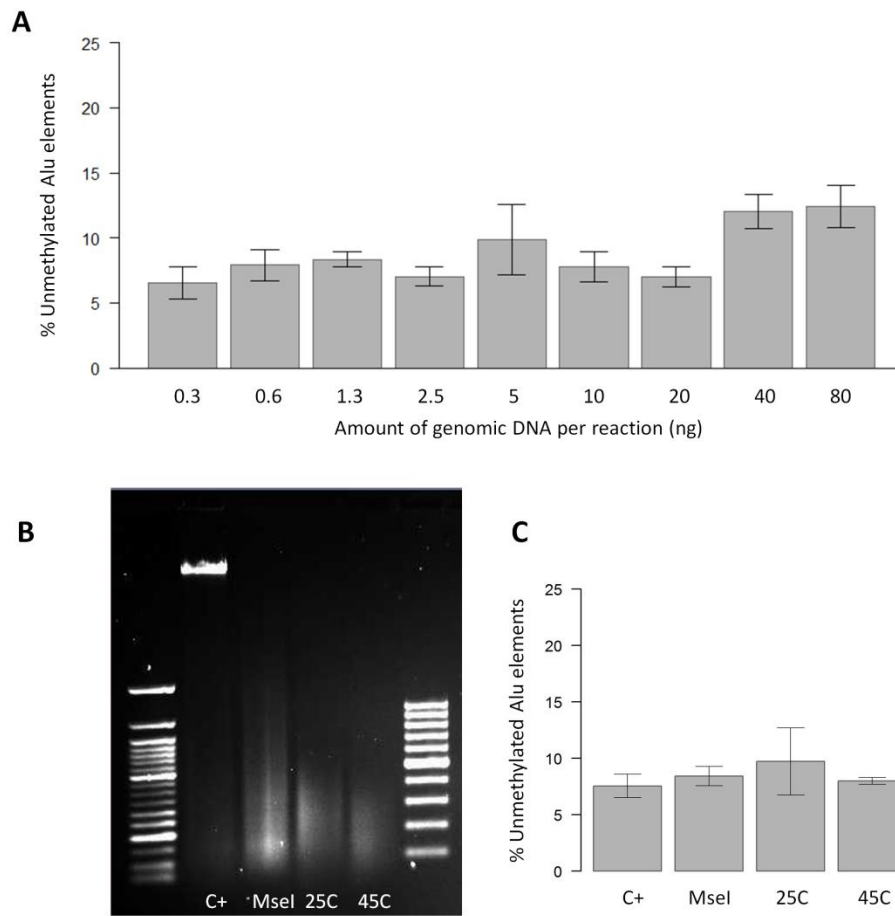 A
25
20
15
10
5
0
% Unmethylated Alu elements
0.3 0.6 1.3 2.5 5 10 20 40 80
Amount of genomic DNA per reaction (ng)
B
C+ MseI 25C 45C
C
25
20
15
10
5
0
% Unmethylated Alu elements
C+ MseI 25C 45C